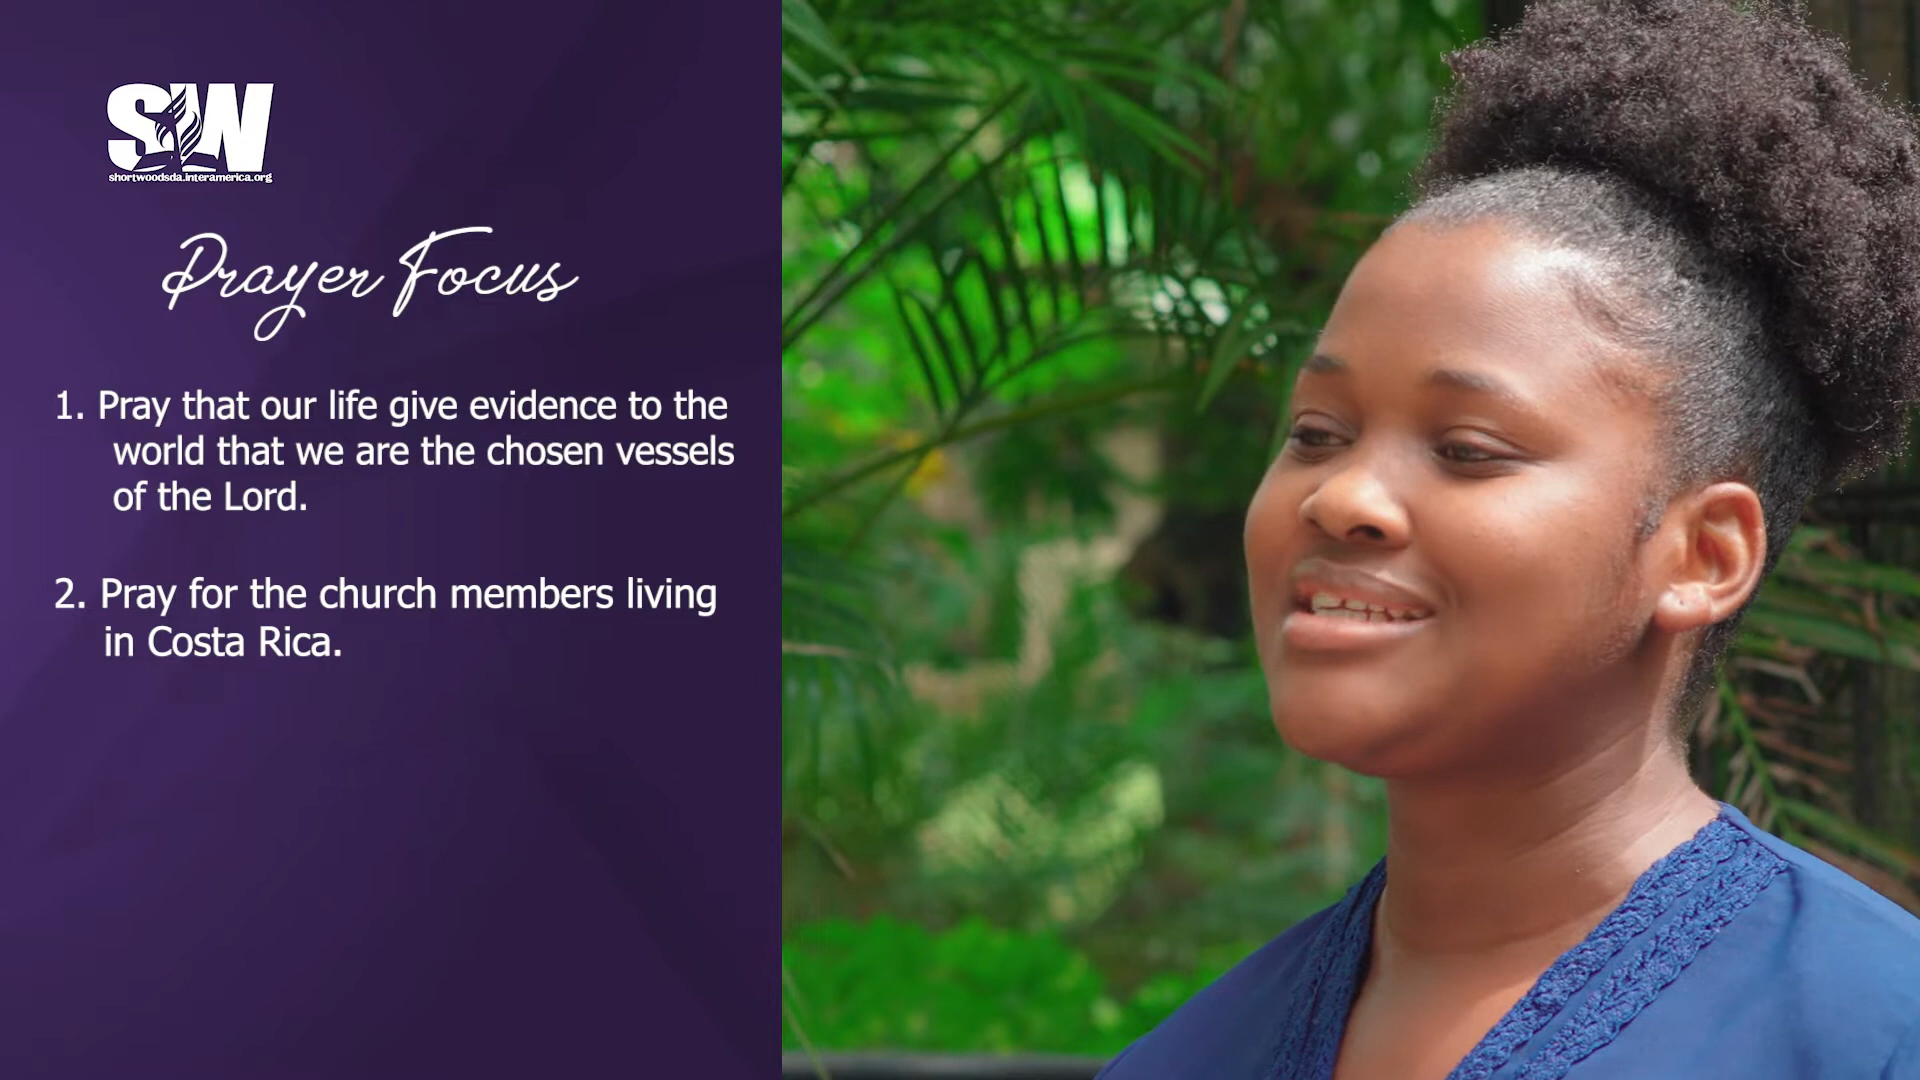 SW
shortwoodsda.interamerica.org
Prayer Focus
1. Pray that our life give evidence to the
world that we are the chosen vessels
of the Lord.
2. Pray for the church members living
in Costa Rica.